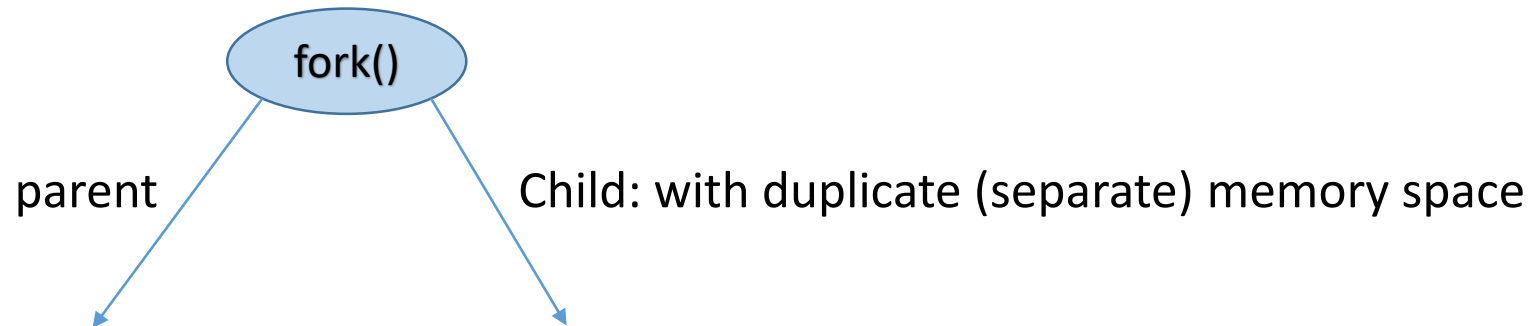 fork()
parent
Child: with duplicate (separate) memory space